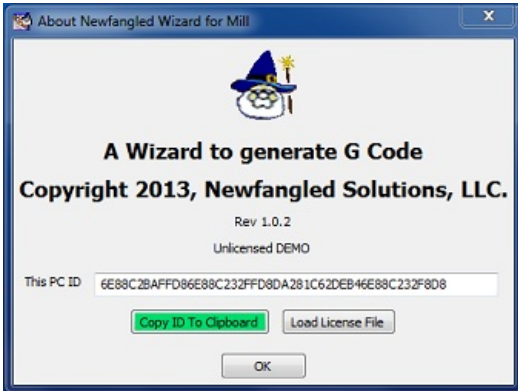 About Newfangled Wizard for Mill
A Wizard to generate G Code
Copyright 2013, Newfangled Solutions, LLC.
Rev 1.0.2
Unlicensed DEMO
This PC ID 6E88C2BAFFD86E88C232FFD8DA281C62DEB46E88C232F8D8
Copy ID To Clipboard Load License File
OK